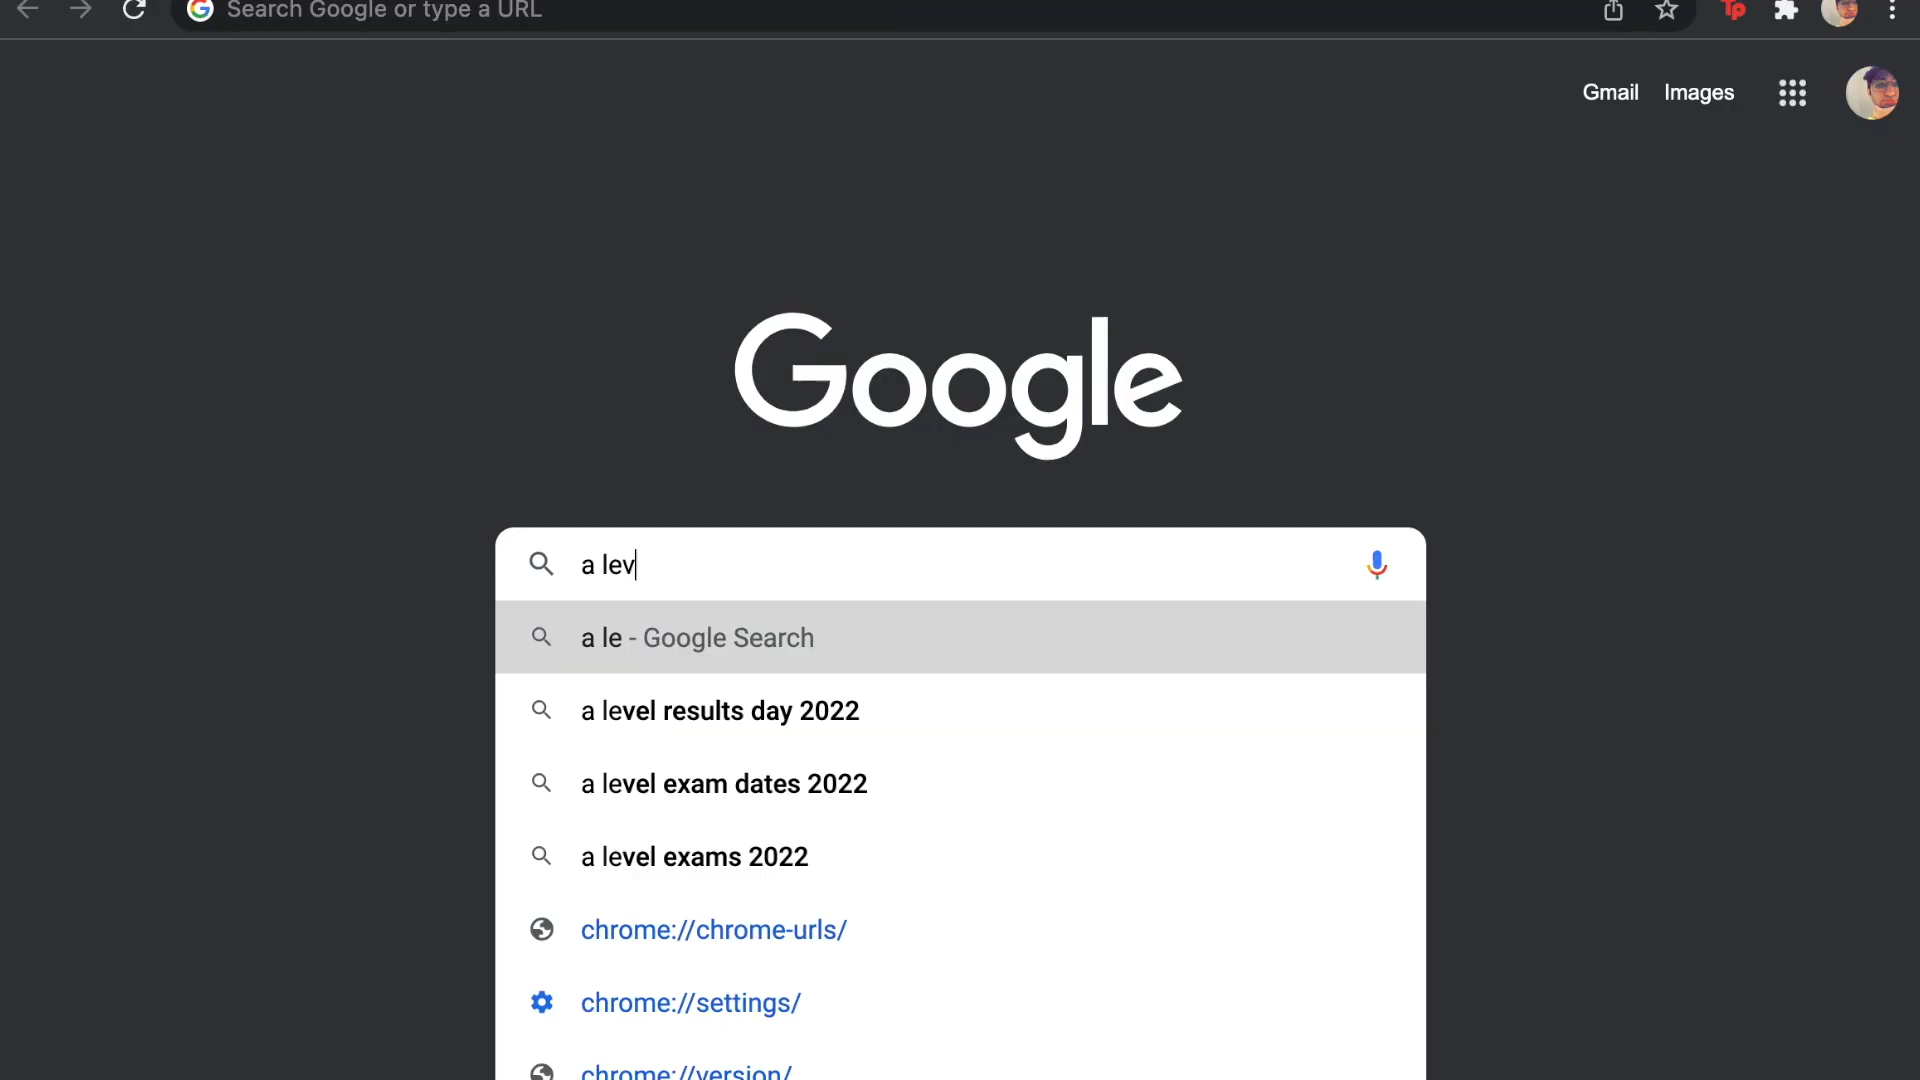 Search Google or type a URL
Tp
Gmail Images
Google
a lev
a le - Google Search
a level results day 2022
a level exam dates 2022
a level exams 2022
chrome://chrome-urls/
chrome://settings/
chrome://version/